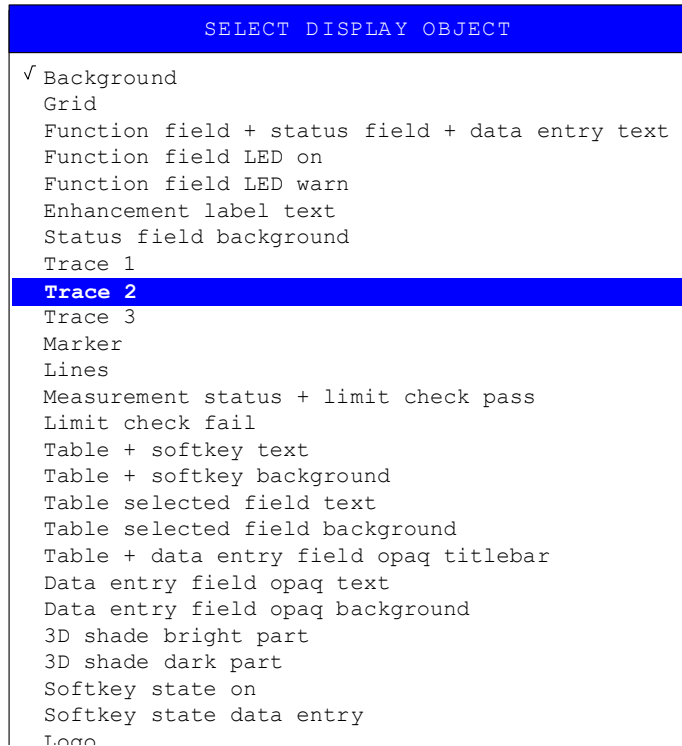 SELECT DISPLAY OBJECT
√ Background
Grid
Function field + status field + data entry text
Function field LED on
Function field LED warn
Enhancement label text
Status field background
Trace 1
Trace 2
Trace 3
Marker
Lines
Measurement status + limit check pass
Limit check fail
Table + softkey text
Table + softkey background
Table selected field text
Table selected field background
Table + data entry field opaq titlebar
Data entry field opaq text
Data entry field opaq background
3D shade bright part
3D shade dark part
Softkey state on
Softkey state data entry
Logo